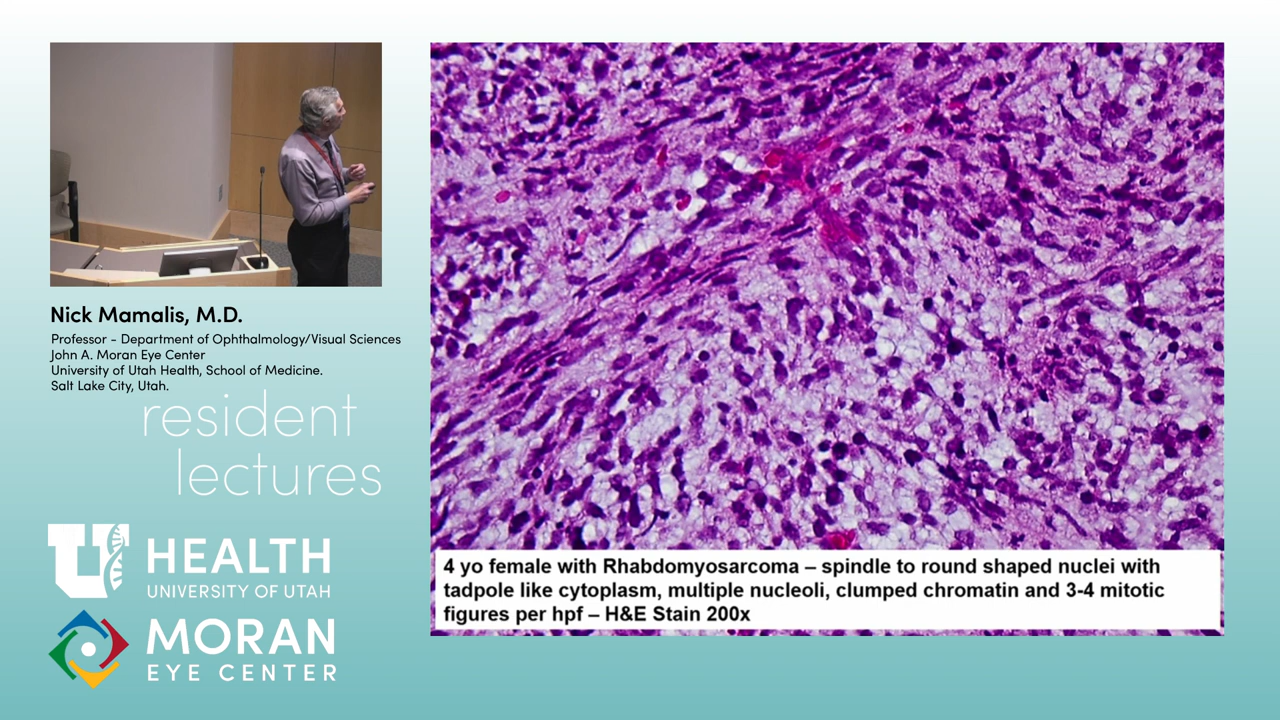 Nick Mamalis, M.D.
Professor - Department of Ophthalmology/Visual Sciences
John A. Moran Eye Center
University of Utah Health, School of Medicine.
Salt Lake City, Utah.
resident
lectures
U HEALTH
UNIVERSITY OF UTAH
MORAN
EYE CENTER
4 yo female with Rhabdomyosarcoma – spindle to round shaped nuclei with
tadpole like cytoplasm, multiple nucleoli, clumped chromatin and 3-4 mitotic
figures per hpf – H&E Stain 200x